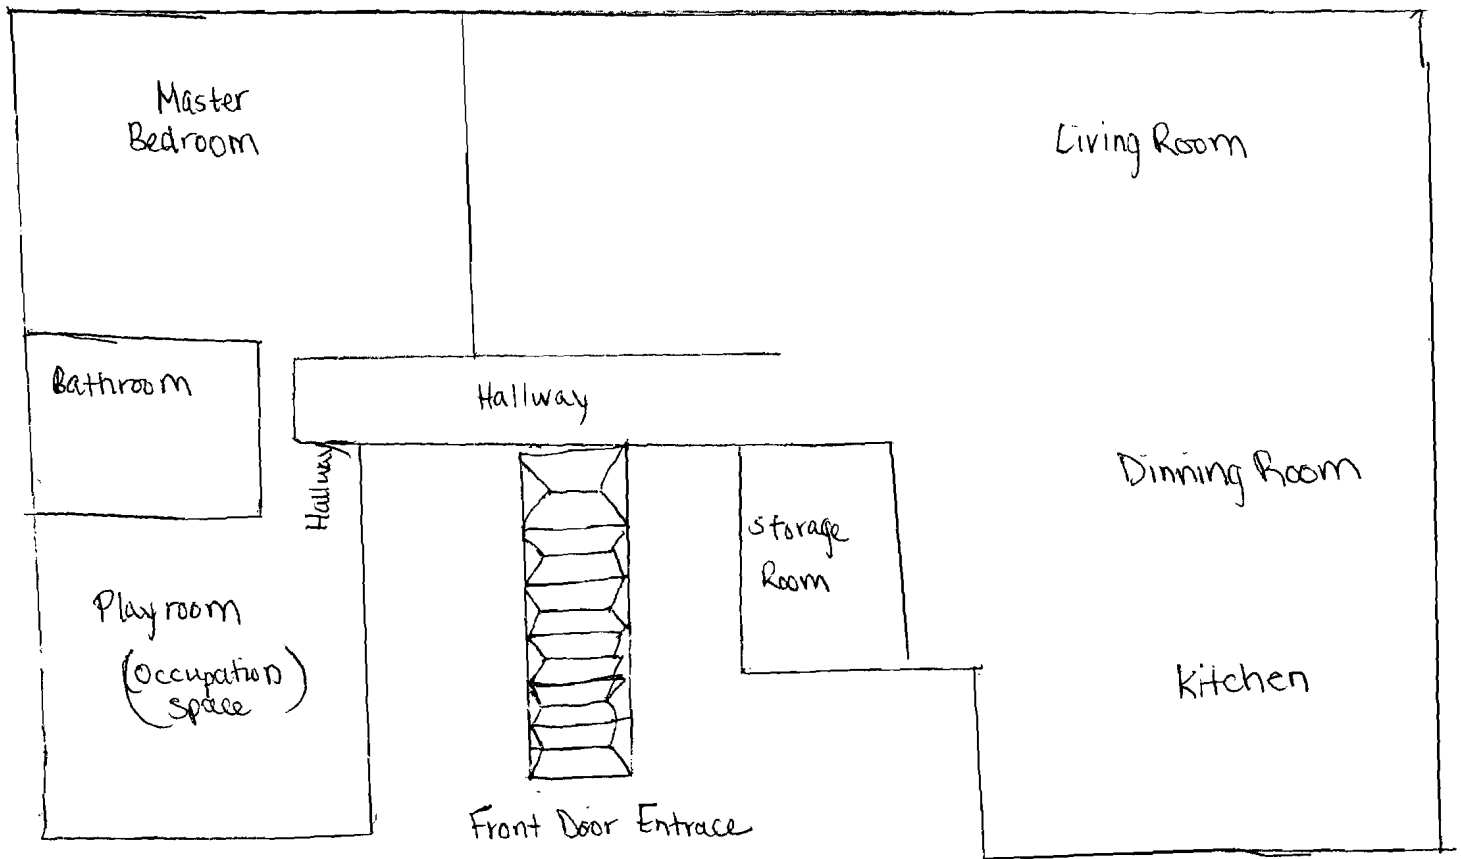 Master
Bedroom
Living Room
Bathroom
Hallway
Hallway
Dinning Room
Storage
Room
Playroom
(Occupation
space)
Kitchen
Front Door Entrace